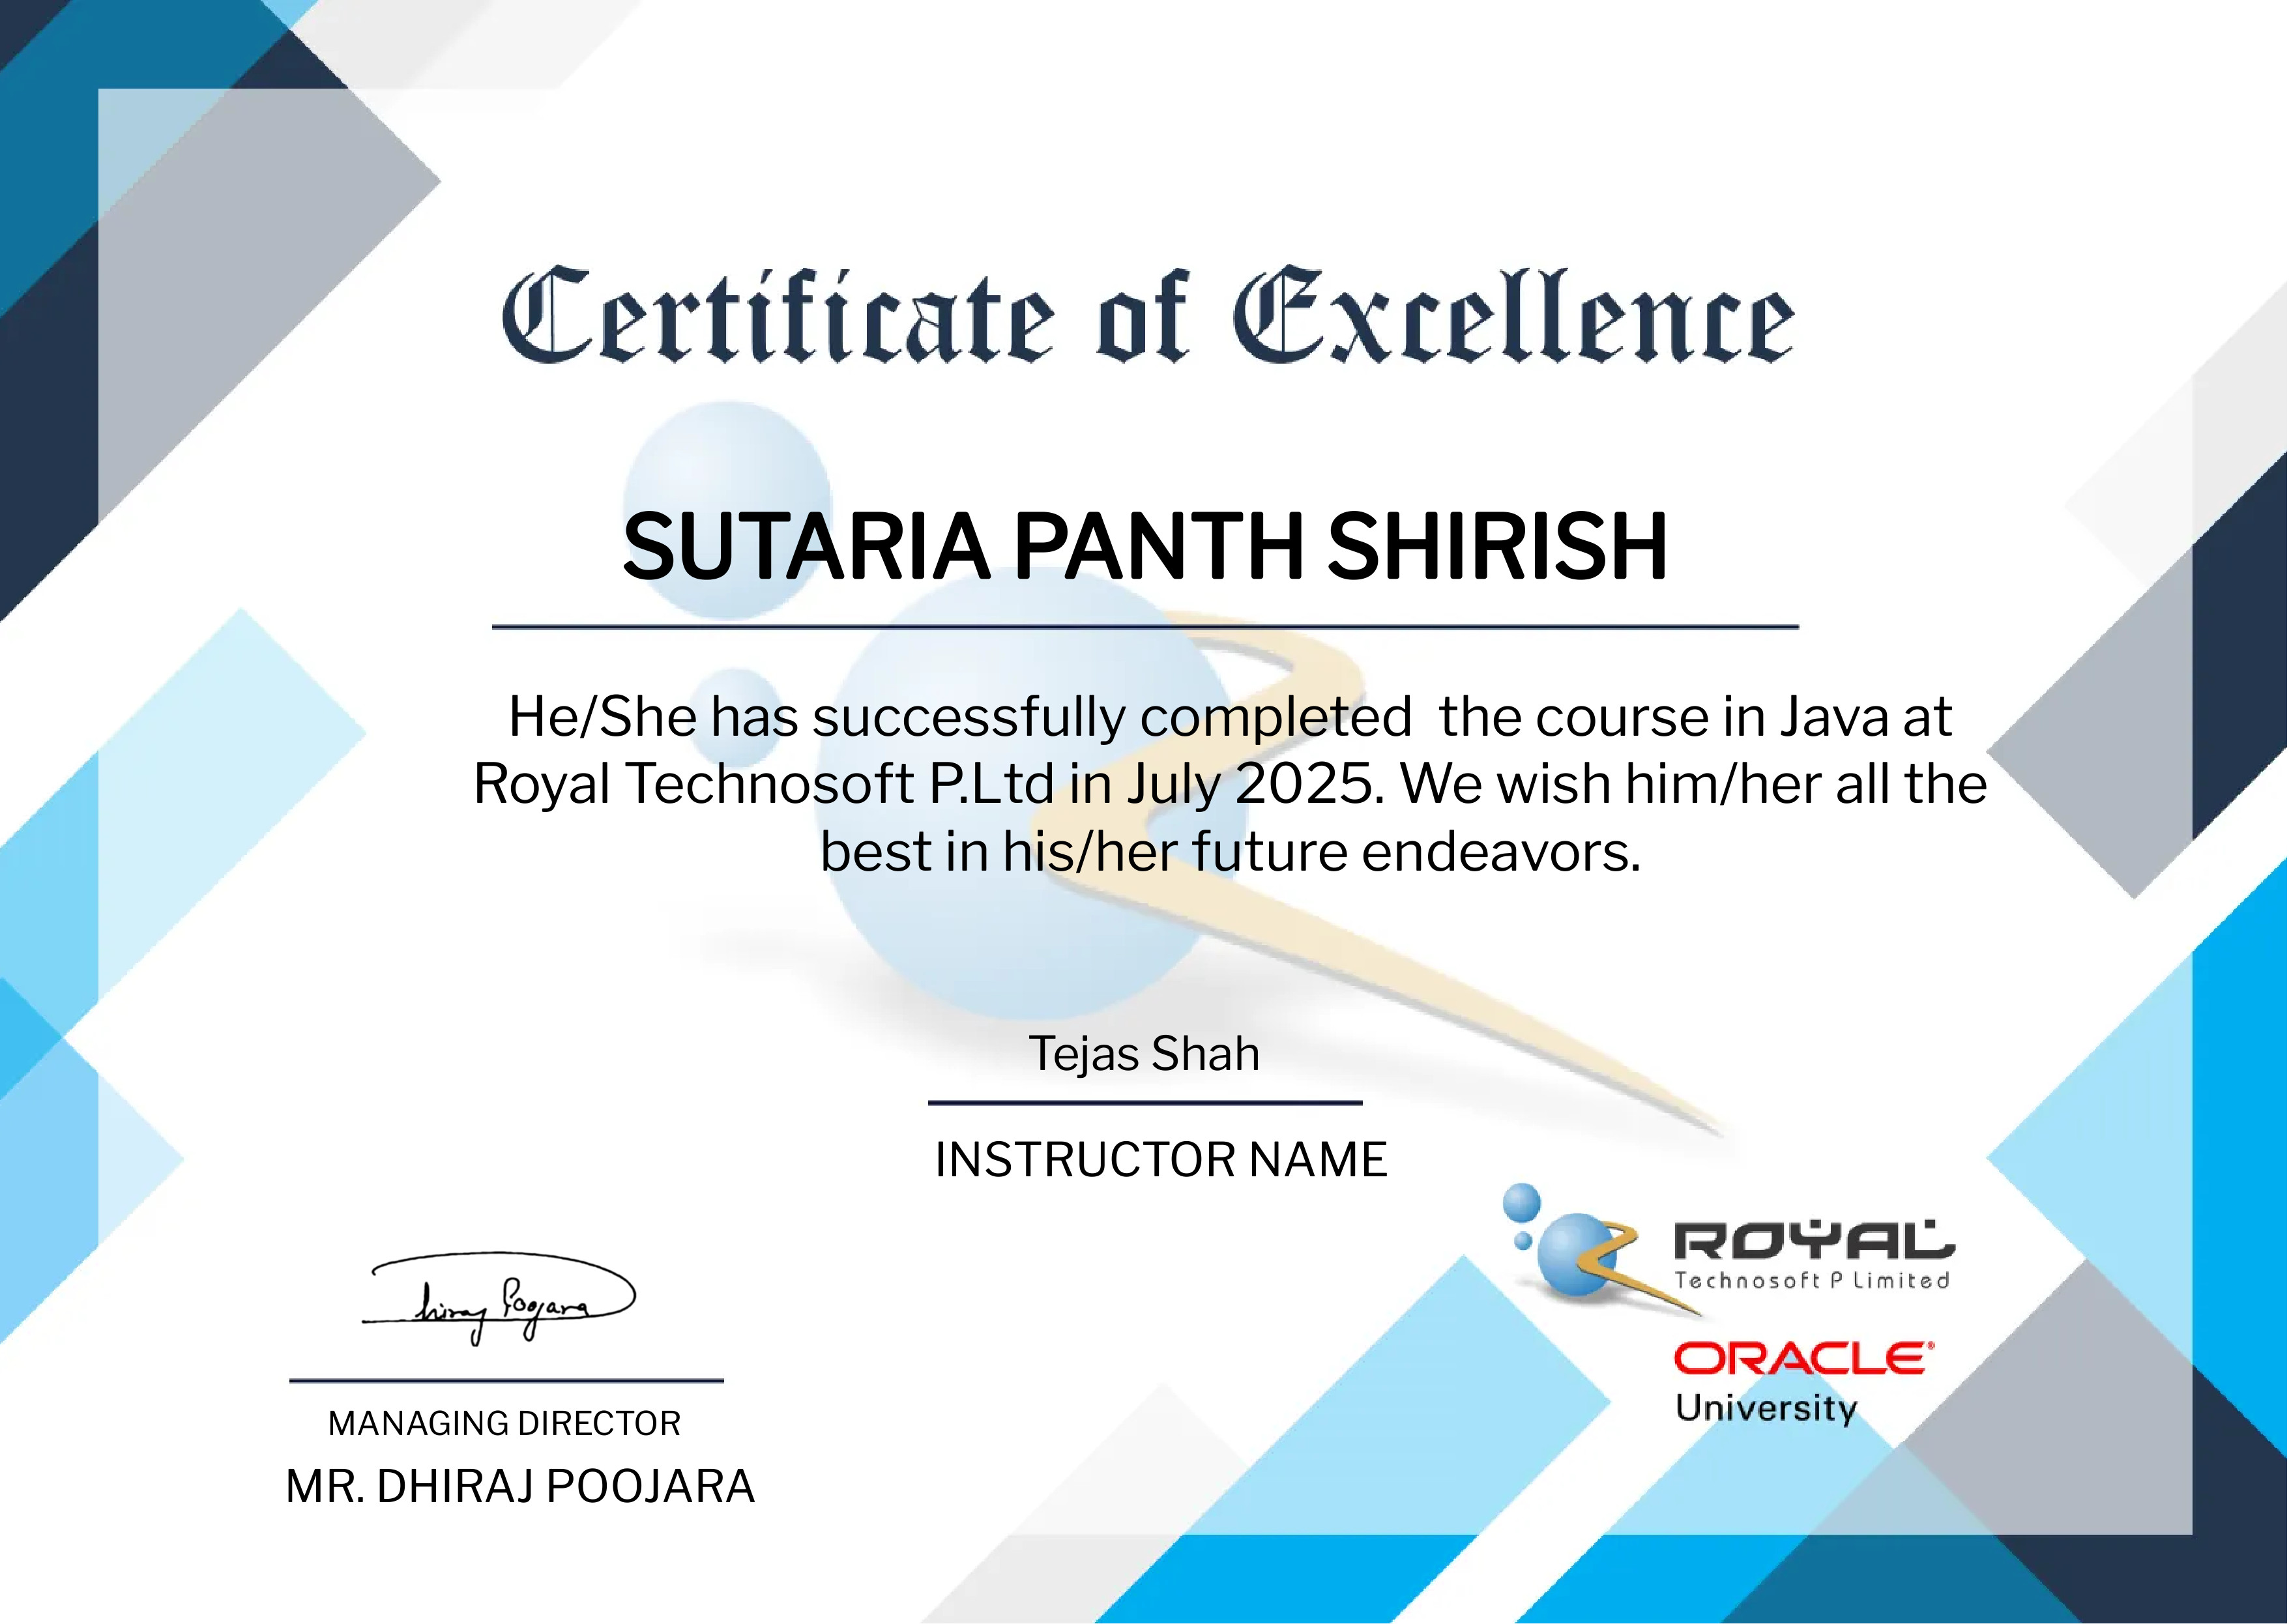 Certificate of Excellence
SUTARIA PANTH SHIRISH
He/She has successfully completed  the course in Java at
Royal Technosoft P.Ltd in July 2025. We wish him/her all the
best in his/her future endeavors.
Tejas Shah
INSTRUCTOR NAME
ROYAL
Technosoft P Limited
ORACLE®
University
Dhiraj Poojara
MANAGING DIRECTOR
MR. DHIRAJ POOJARA